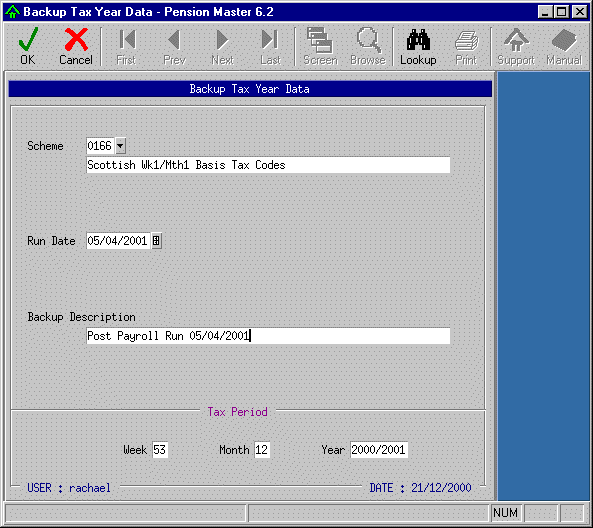 Backup Tax Year Data - Pension Master 6.2
OK Cancel First Prev Next Last Screen Browse Lookup Print Support Manual
Backup Tax Year Data
Scheme 0166
Scottish Wk1/Mth1 Basis Tax Codes
Run Date 05/04/2001
Backup Description
Post Payroll Run 05/04/2001
Tax Period
Week 53 Month 12 Year 2000/2001
USER : rachael DATE : 21/12/2000
NUM